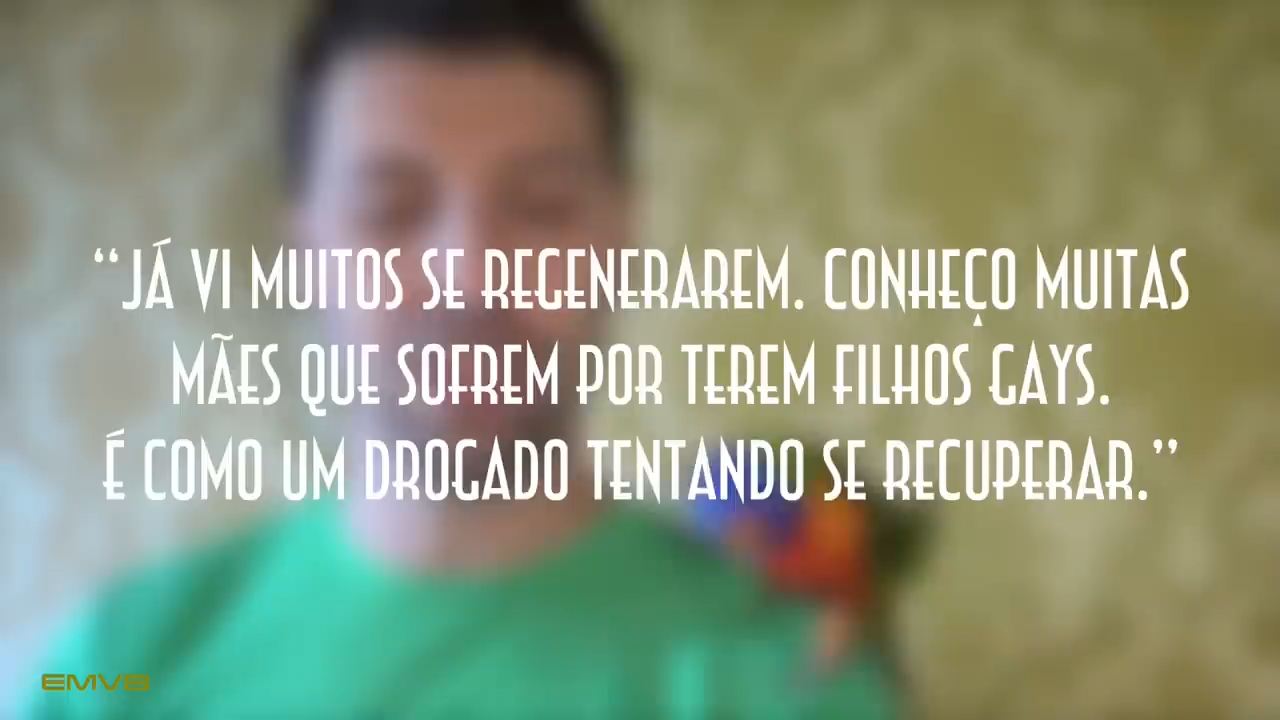 “JÁ VI MUITOS SE REGENERAREM. CONHEÇO MUITAS
MÃES QUE SOFREM POR TEREM FILHOS GAYS.
É COMO UM DROGADO TENTANDO SE RECUPERAR.”
EMVB